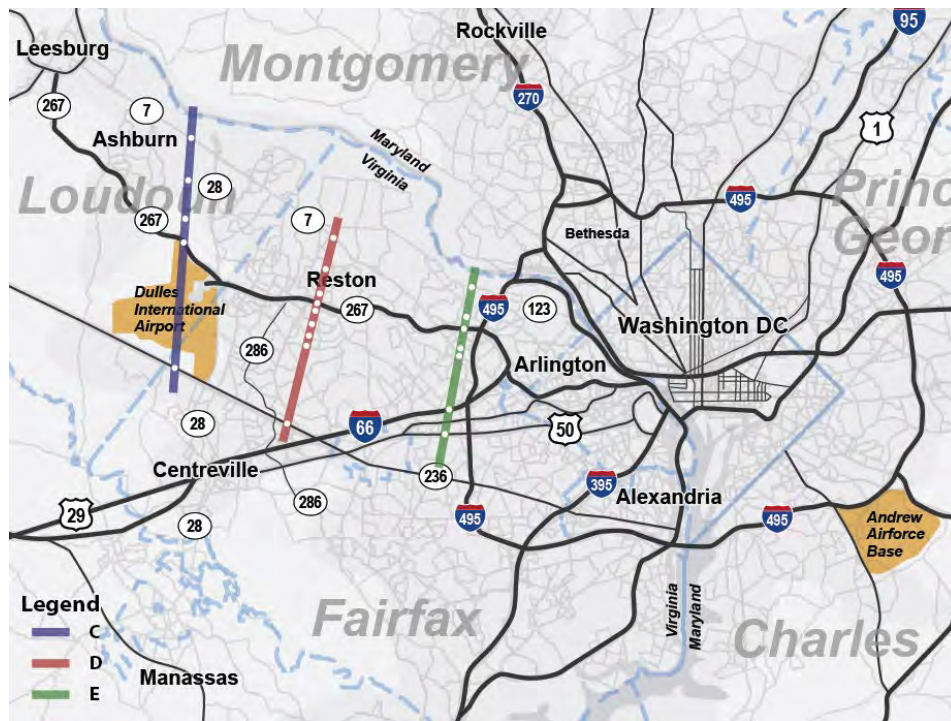 Leesburg
Montgomery
Rockville
95
267
7
270
1
Ashburn
Maryland
Virginia
Loudoun
28
495
Prince
Geor
267
7
Bethesda
Reston
495
Dulles
International
Airport
267
495
123
Washington DC
286
Arlington
28
66
50
Centreville
236
395
286
Alexandria
29
28
495
495
Andrew
Airforce
Base
Legend
C
D
E
Fairfax
Virginia
Maryland
Charles
Manassas